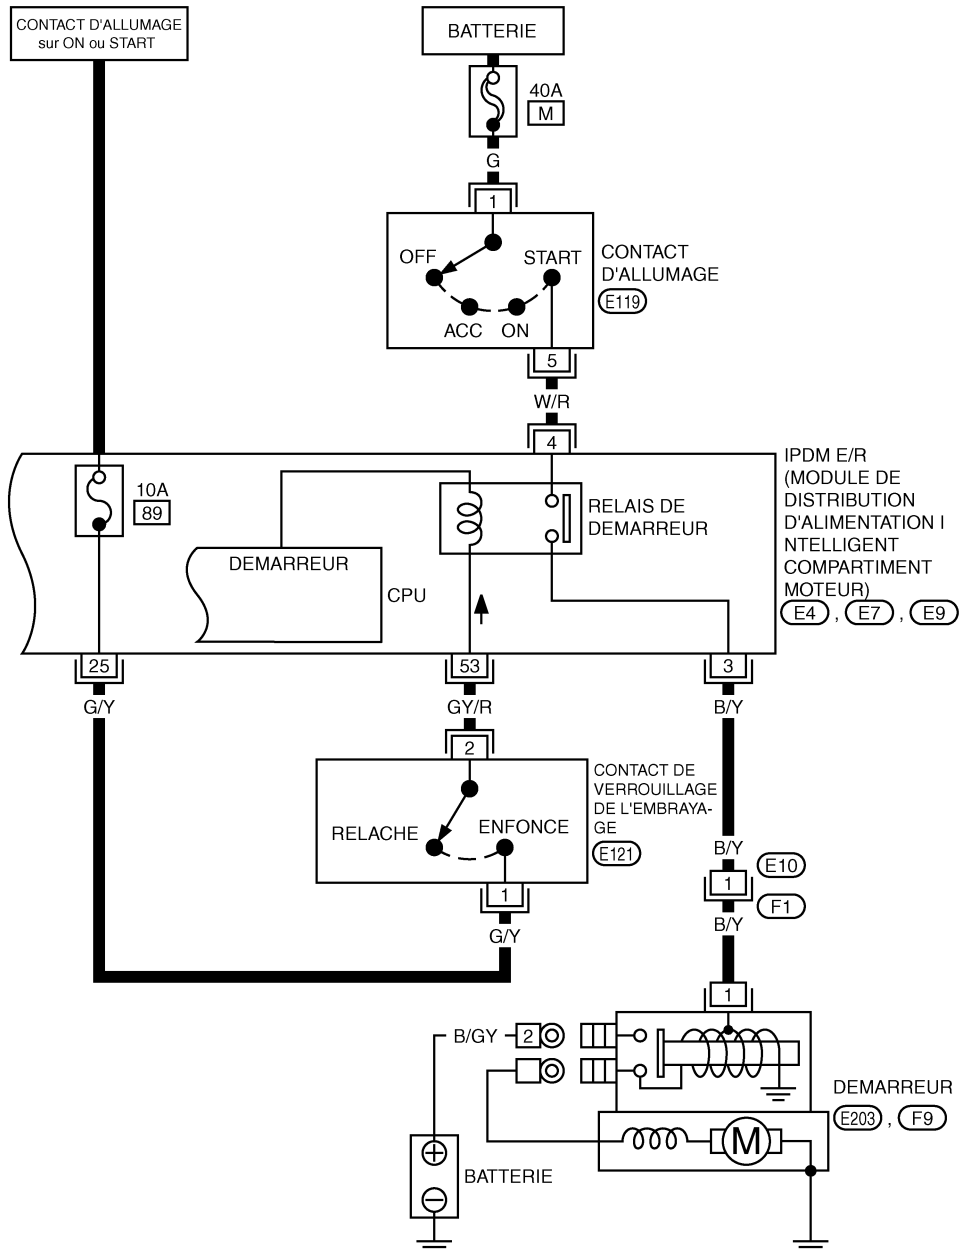 CONTACT D'ALLUMAGE
sur ON ou START
BATTERIE
40A
M
G
1
OFF
START
ACC
ON
CONTACT
D'ALLUMAGE
E119
5
W/R
4
10A
89
DEMARREUR
CPU
RELAIS DE
DEMARREUR
IPDM E/R
(MODULE DE
DISTRIBUTION
D'ALIMENTATION I
NTELLIGENT
COMPARTIMENT
MOTEUR)
E4 , E7 , E9
25
53
3
G/Y
GY/R
B/Y
2
RELACHE
ENFONCE
CONTACT DE
VERROUILLAGE
DE L'EMBRAYA-
GE
E121
1
G/Y
B/Y
1
E10
F1
B/Y
1
B/GY
2
DEMARREUR
E203 , F9
M
BATTERIE